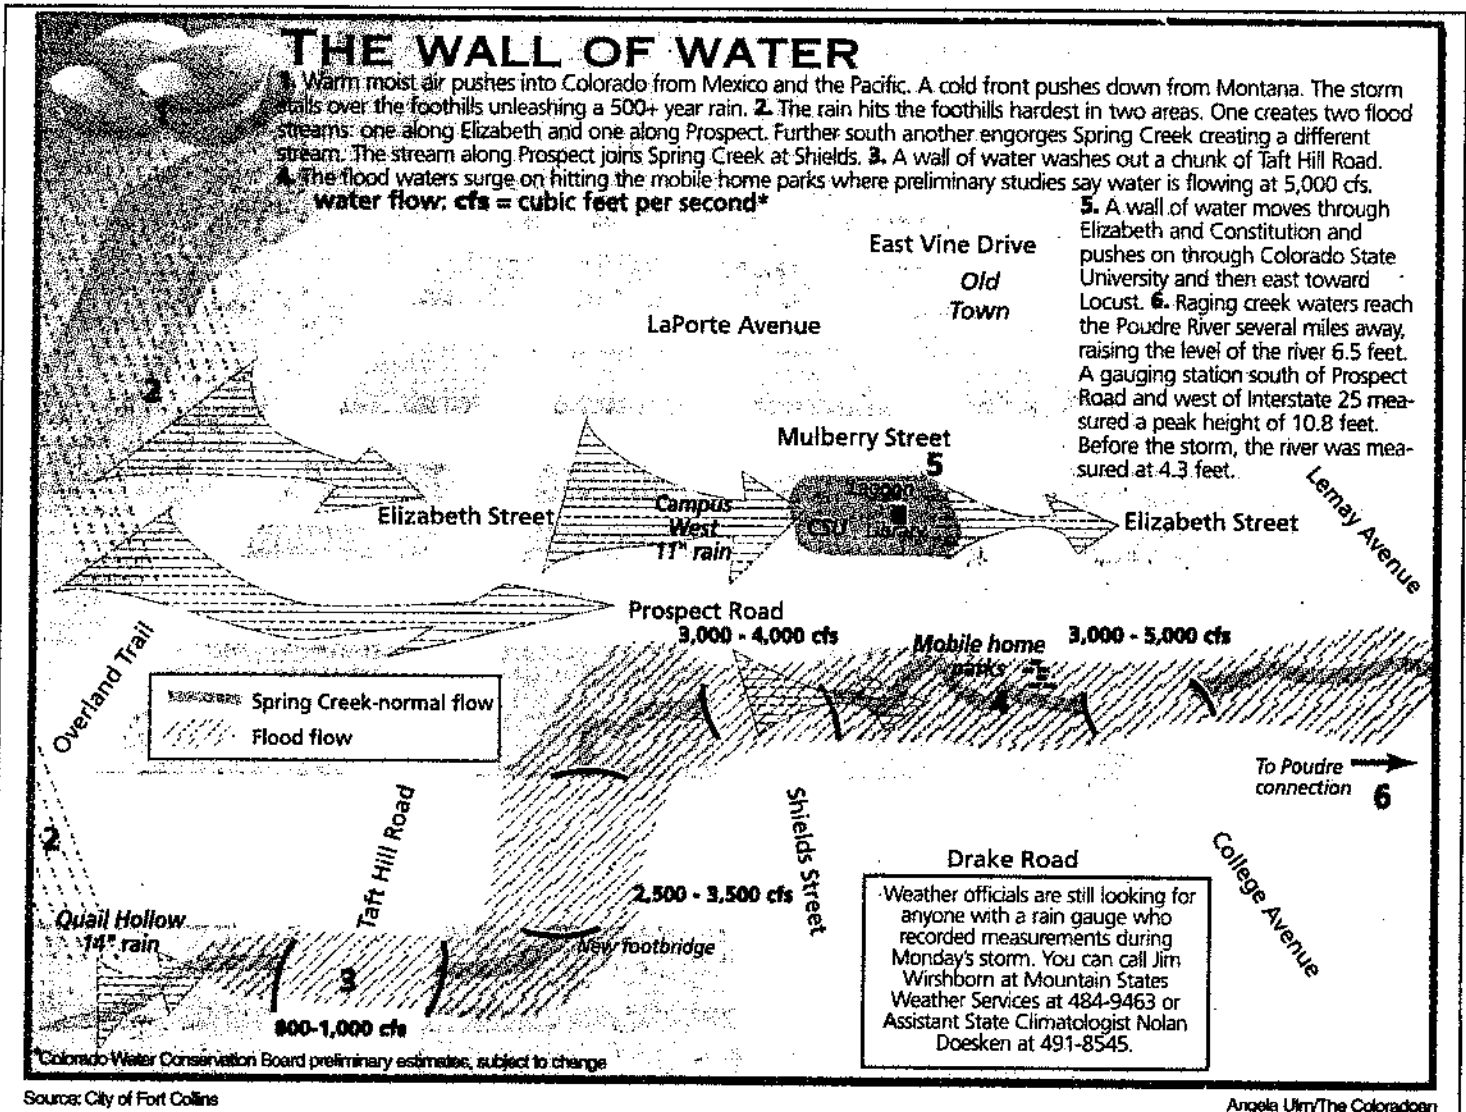 THE WALL OF WATER
1. Warm moist air pushes into Colorado from Mexico and the Pacific. A cold front pushes down from Montana. The storm
stalls over the foothills unleashing a 500+ year rain. 2. The rain hits the foothills hardest in two areas. One creates two flood
streams: one along Elizabeth and one along Prospect. Further south another engorges Spring Creek creating a different
stream. The stream along Prospect joins Spring Creek at Shields. 3. A wall of water washes out a chunk of Taft Hill Road.
4. The flood waters surge on hitting the mobile home parks where preliminary studies say water is flowing at 5,000 cfs.
water flow: cfs = cubic feet per second*
5. A wall of water moves through
Elizabeth and Constitution and
pushes on through Colorado State
University and then east toward
Locust. 6. Raging creek waters reach
the Poudre River several miles away,
raising the level of the river 6.5 feet.
A gauging station south of Prospect
Road and west of Interstate 25 mea-
sured a peak height of 10.8 feet.
Before the storm, the river was mea-
sured at 4.3 feet.
1
East Vine Drive
Old
Town
LaPorte Avenue
2
Mulberry Street
5
Lemay Avenue
Elizabeth Street
Campus
West
11" rain
Lagoon
CSU
Library
Elizabeth Street
Prospect Road
3,000 - 4,000 cfs
Mobile home
parks
3,000 - 5,000 cfs
4
Overland Trail
Spring Creek-normal flow
Flood flow
To Poudre
connection
6
2
Taft Hill Road
Shields Street
College Avenue
Drake Road
2,500 - 3,500 cfs
Quail Hollow
14" rain
New footbridge
3
800-1,000 cfs
Weather officials are still looking for
anyone with a rain gauge who
recorded measurements during
Monday's storm. You can call Jim
Wirshborn at Mountain States
Weather Services at 484-9463 or
Assistant State Climatologist Nolan
Doesken at 491-8545.
*Colorado Water Conservation Board preliminary estimates, subject to change
Source: City of Fort Collins
Angela Ulm/The Coloradoan